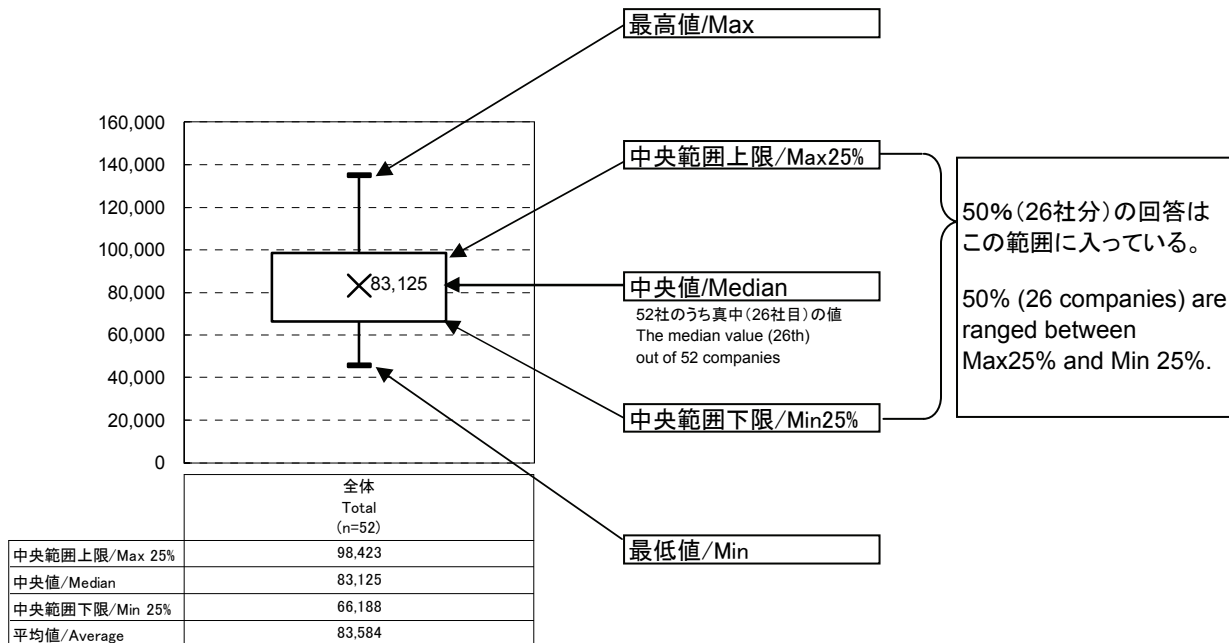 最高値/Max
160,000
140,000
120,000
100,000
80,000
60,000
40,000
20,000
0
83,125
中央範囲上限/Max25%
中央値/Median
52社のうち真中(26社目)の値
The median value (26th)
out of 52 companies
中央範囲下限/Min25%
最低値/Min
50%(26社分)の回答は
この範囲に入っている。
50% (26 companies) are
ranged between
Max25% and Min 25%.
全体
Total
(n=52)
中央範囲上限/Max 25% 98,423
中央値/Median 83,125
中央範囲下限/Min 25% 66,188
平均値/Average 83,584